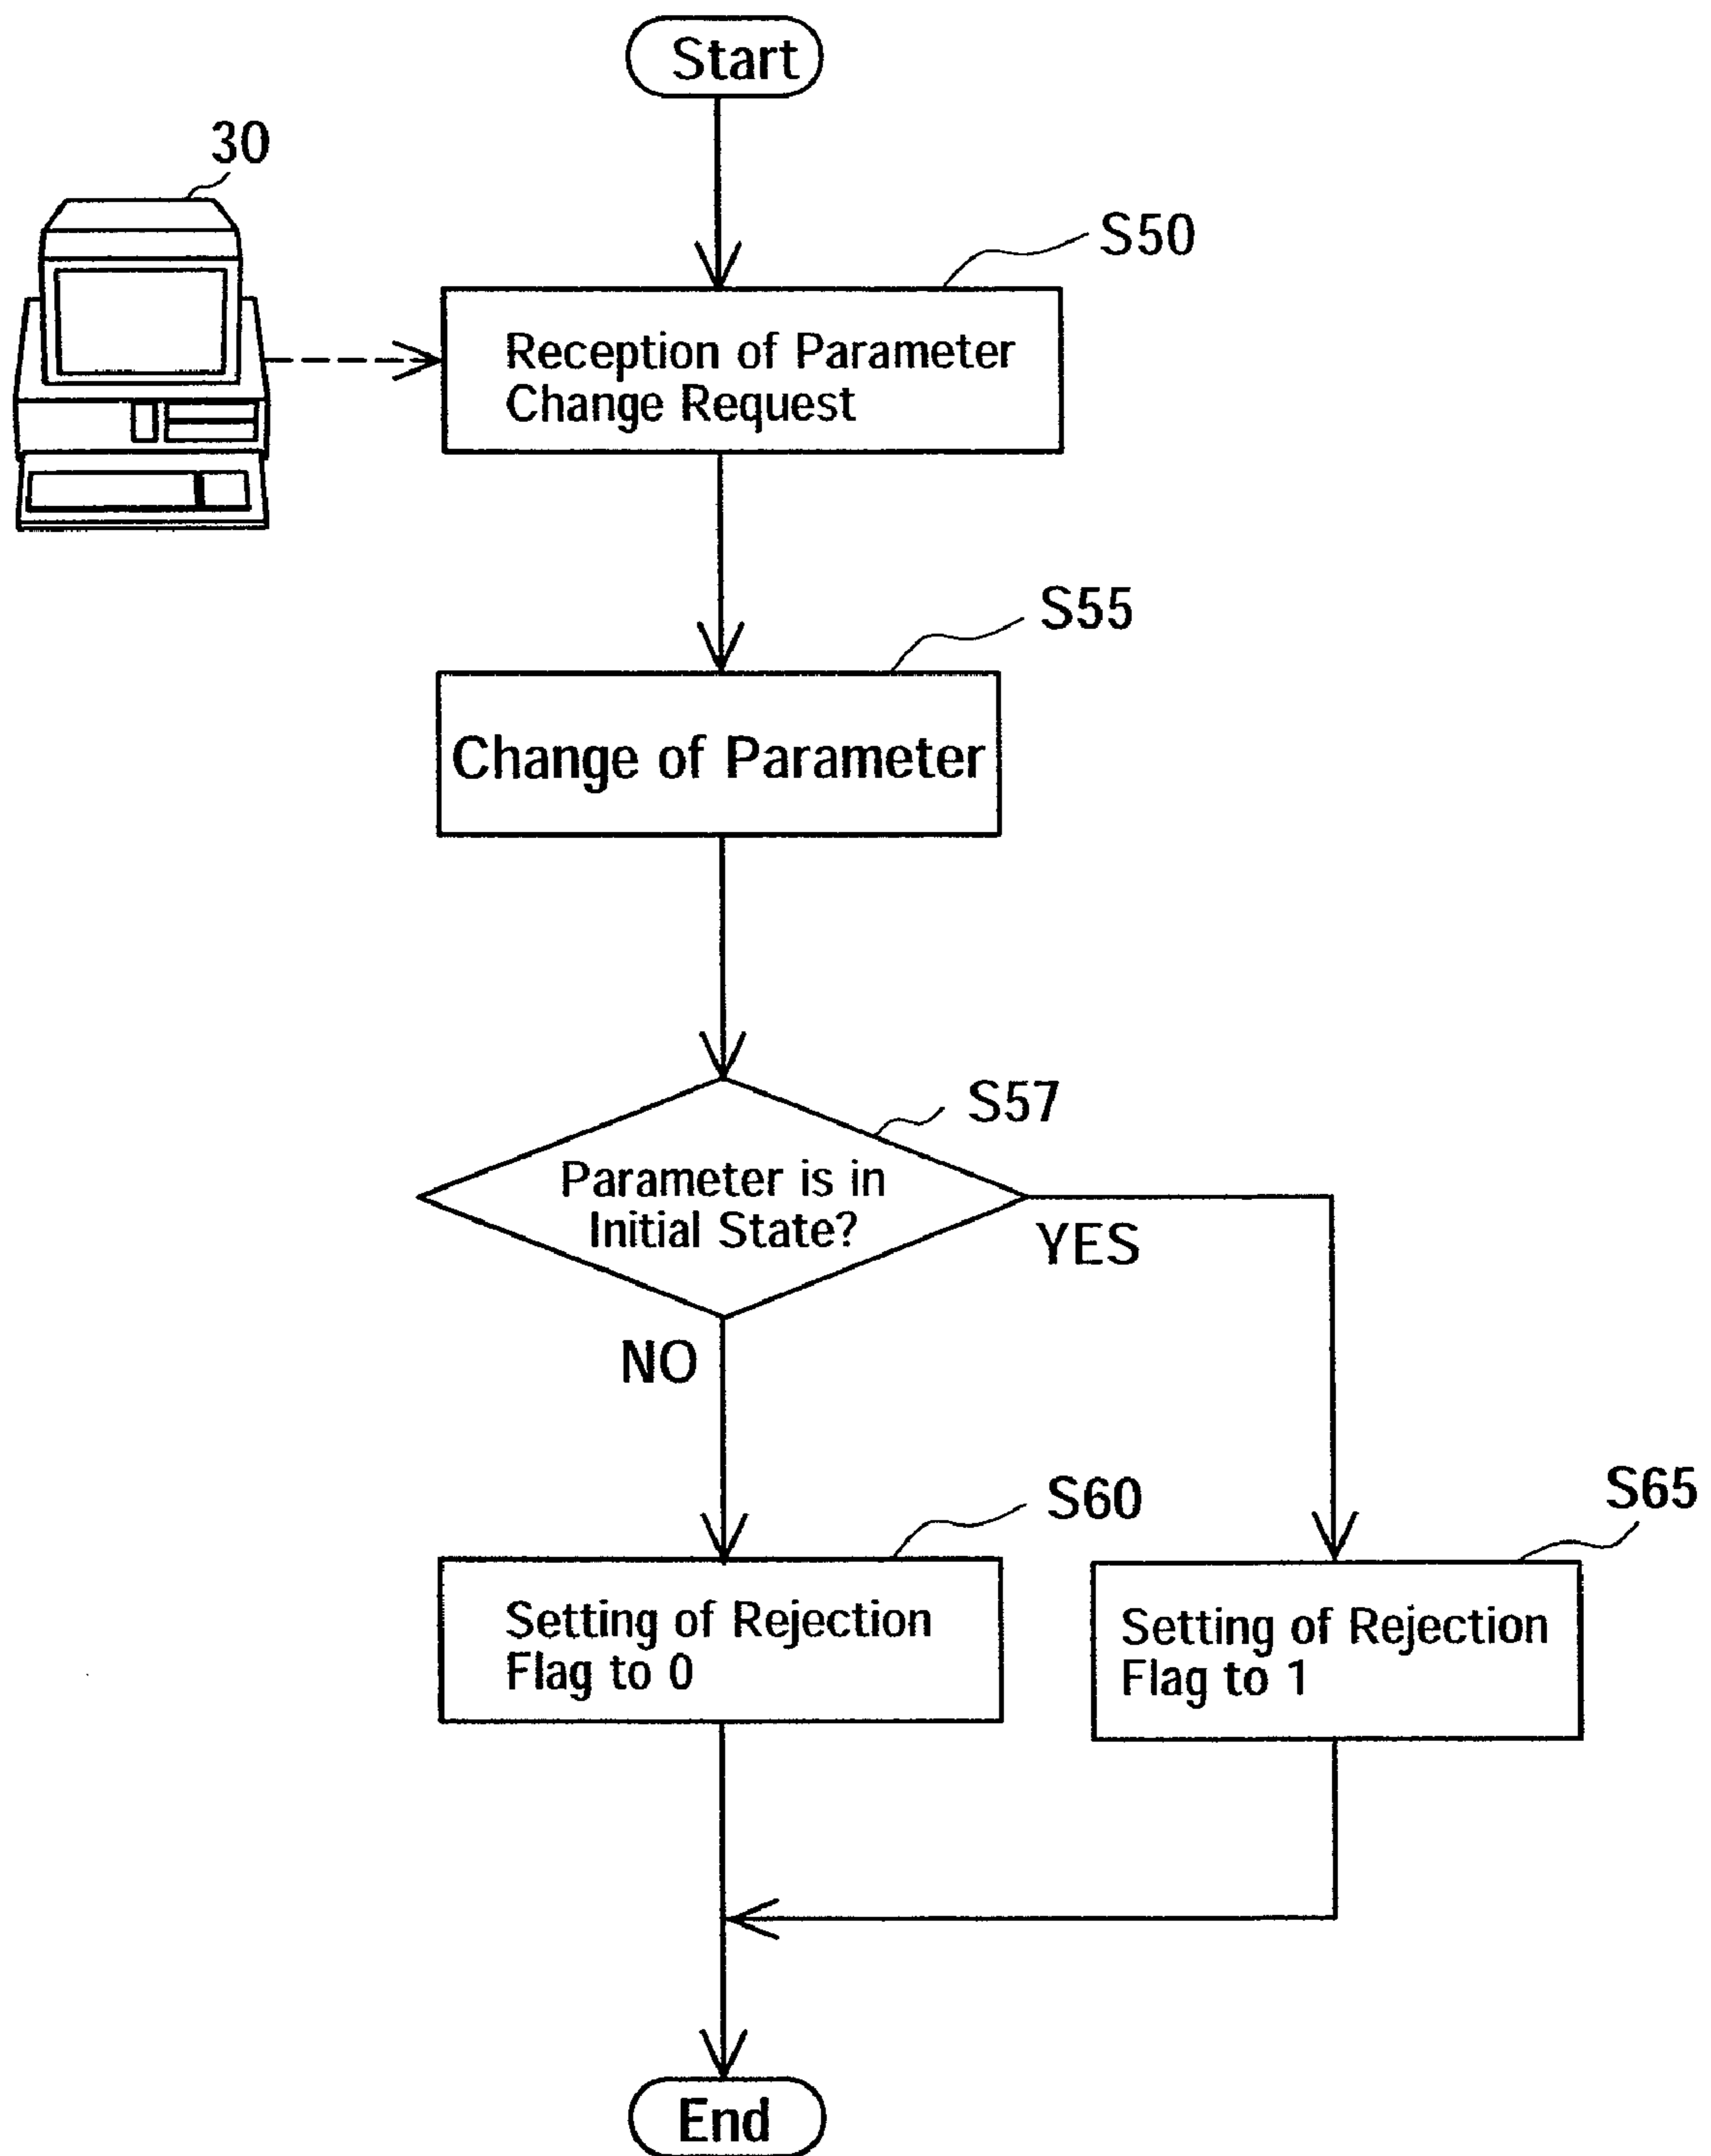 Start
30
S50
Reception of Parameter
Change Request
S55
Change of Parameter
S57
Parameter is in
Initial State?
YES
NO
S60
S65
Setting of Rejection
Flag to 0
Setting of Rejection
Flag to 1
End